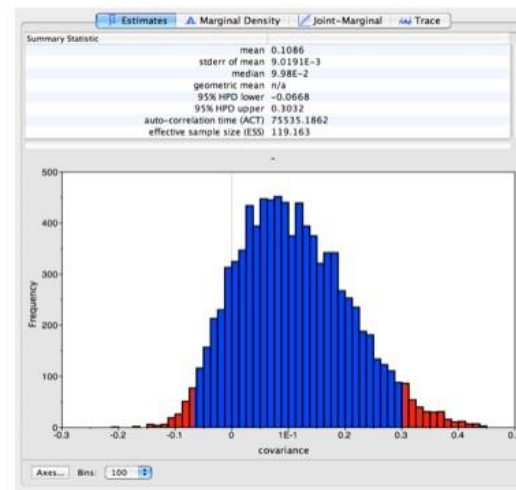 Estimates Marginal Density Joint-Marginal Trace
Summary Statistic
mean 0.1086
stderr of mean 9.0191E-3
median 9.98E-2
geometric mean n/a
95% HPD lower -0.0668
95% HPD upper 0.3032
auto-correlation time (ACT) 75535.1862
effective sample size (ESS) 119.163
500
400
300
200
100
0
Frequency
-0.3 -0.2 -0.1 0 1E-1 0.2 0.3 0.4
covariance
Axes... Bins: 100